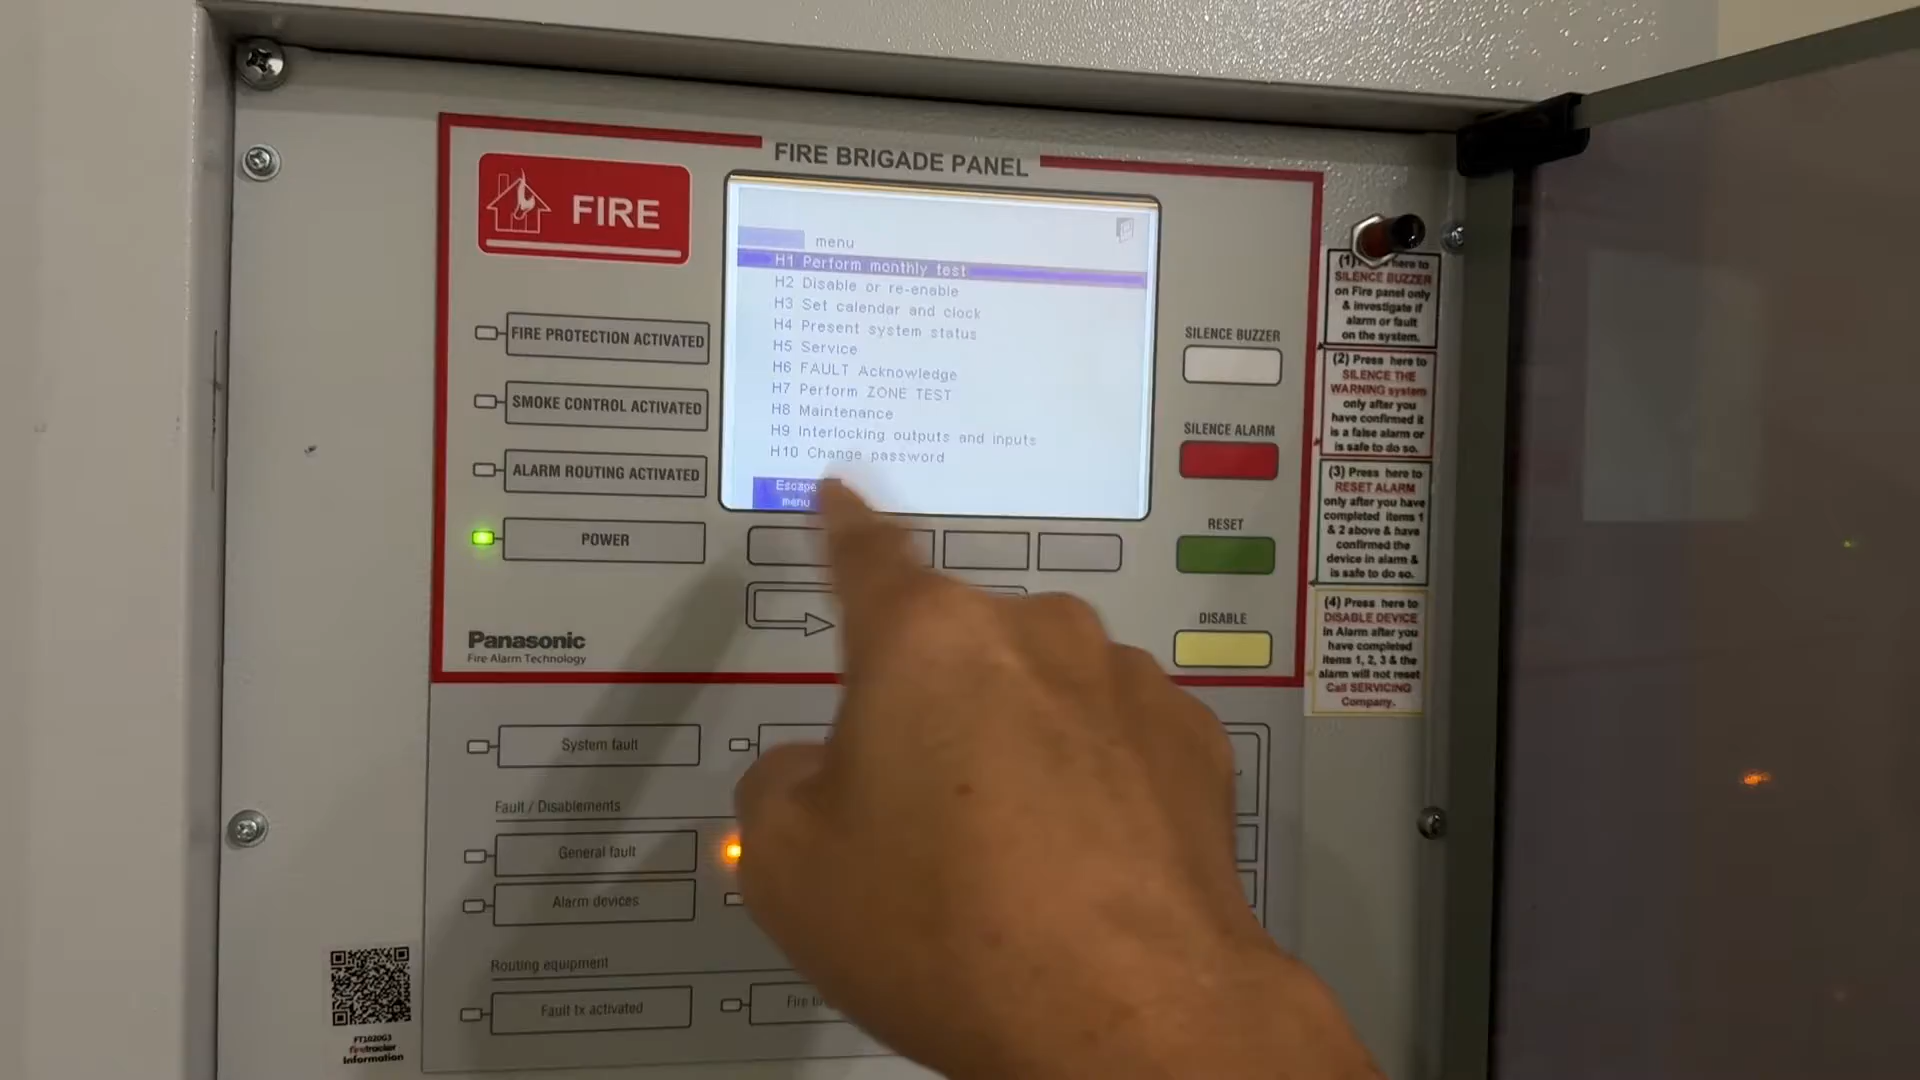 FIRE BRIGADE PANEL
FIRE
menu
H1 Perform monthly test
H2 Disable or re-enable
H3 Set calendar and clock
H4 Present system status
H5 Service
H6 FAULT Acknowledge
H7 Perform ZONE TEST
H8 Maintenance
H9 Interlocking outputs and inputs
H10 Change password
Escape
menu
FIRE PROTECTION ACTIVATED
SMOKE CONTROL ACTIVATED
ALARM ROUTING ACTIVATED
POWER
Panasonic
Fire Alarm Technology
SILENCE BUZZER
SILENCE ALARM
RESET
DISABLE
(1) here to
SILENCE BUZZER
on Fire panel only
& investigate if
alarm or fault
on the system.
(2) Press here to
SILENCE THE
WARNING system
only after you
have confirmed it
is a false alarm or
is safe to do so.
(3) Press here to
RESET ALARM
only after you have
completed items 1
& 2 above & have
confirmed the
device in alarm &
is safe to do so.
(4) Press here to
DISABLE DEVICE
in Alarm after you
have completed
items 1, 2, 3 & the
alarm will not reset
Call SERVICING
Company.
System fault
Fault / Disablements
General fault
Alarm devices
Routing equipment
Fault tx activated
Fire
FT1020G3
firetracker
Information